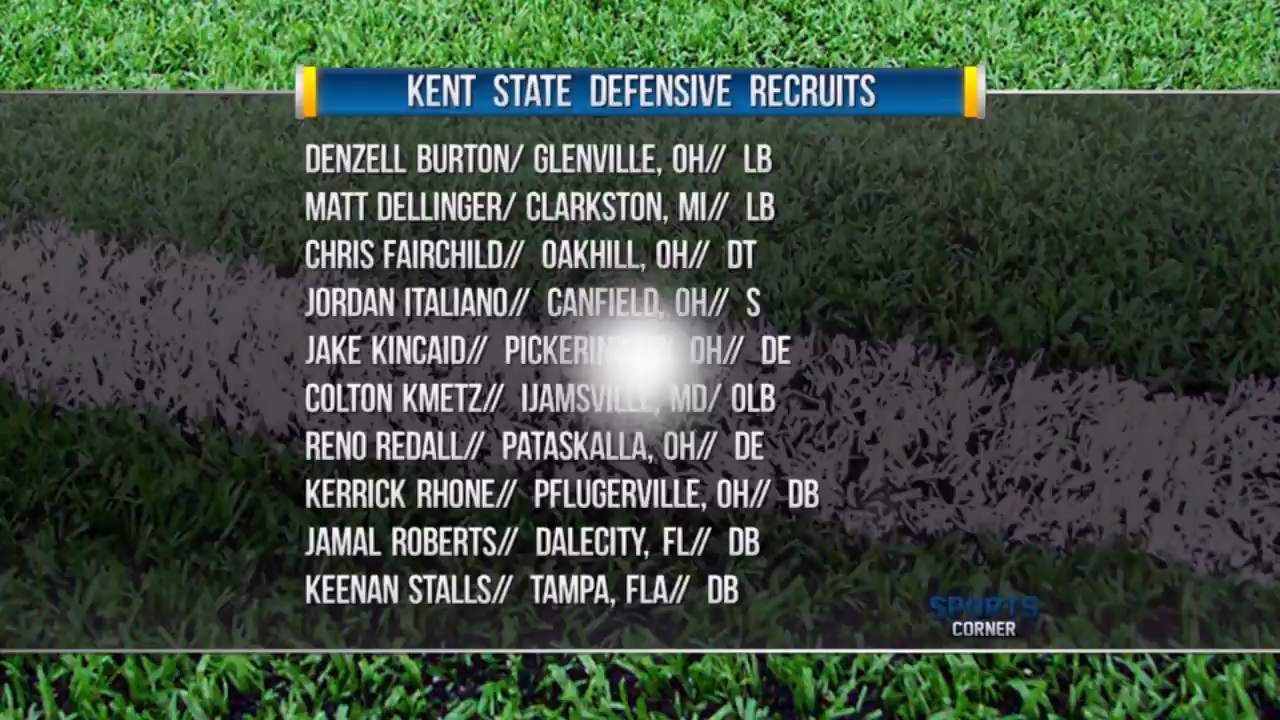 KENT STATE DEFENSIVE RECRUITS
DENZELL BURTON/ GLENVILLE, OH// LB
MATT DELLINGER/ CLARKSTON, MI// LB
CHRIS FAIRCHILD// OAKHILL, OH// DT
JORDAN ITALIANO// CANFIELD, OH// S
JAKE KINCAID// OH// DE
COLTON KMETZ// IJAMSVILLE, MD/ OLB
RENO REDALL// PATASKALLA, OH// DE
KERRICK RHONE// PFLUGERVILLE, OH// DB
JAMAL ROBERTS// DALECITY, FL// DB
KEENAN STALLS// TAMPA, FLA// DB
SPORTS
CORNER